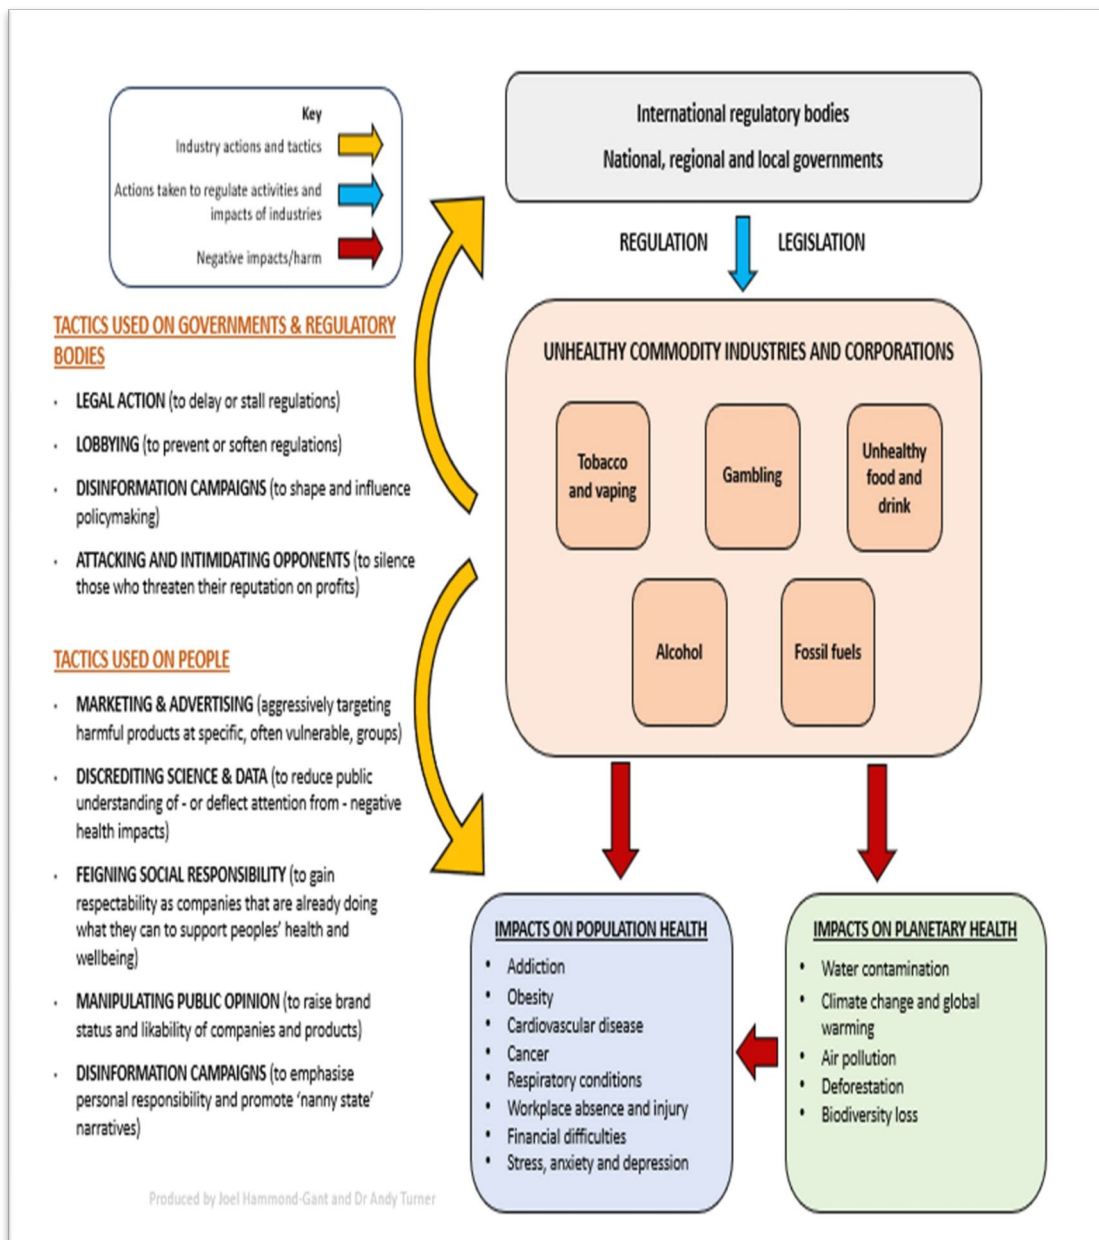 Key
Industry actions and tactics
Actions taken to regulate activities and
impacts of industries
Negative impacts/harm
International regulatory bodies
National, regional and local governments
REGULATION
LEGISLATION
TACTICS USED ON GOVERNMENTS & REGULATORY
BODIES
· LEGAL ACTION (to delay or stall regulations)
· LOBBYING (to prevent or soften regulations)
· DISINFORMATION CAMPAIGNS (to shape and influence
policymaking)
· ATTACKING AND INTIMIDATING OPPONENTS (to silence
those who threaten their reputation on profits)
TACTICS USED ON PEOPLE
· MARKETING & ADVERTISING (aggressively targeting
harmful products at specific, often vulnerable, groups)
· DISCREDITING SCIENCE & DATA (to reduce public
understanding of - or deflect attention from - negative
health impacts)
· FEIGNING SOCIAL RESPONSIBILITY (to gain
respectability as companies that are already doing
what they can to support peoples' health and
wellbeing)
· MANIPULATING PUBLIC OPINION (to raise brand
status and likability of companies and products)
· DISINFORMATION CAMPAIGNS (to emphasise
personal responsibility and promote 'nanny state'
narratives)
UNHEALTHY COMMODITY INDUSTRIES AND CORPORATIONS
Tobacco
and vaping
Gambling
Unhealthy
food and
drink
Alcohol
Fossil fuels
IMPACTS ON POPULATION HEALTH
• Addiction
• Obesity
• Cardiovascular disease
• Cancer
• Respiratory conditions
• Workplace absence and injury
• Financial difficulties
• Stress, anxiety and depression
IMPACTS ON PLANETARY HEALTH
• Water contamination
• Climate change and global
warming
• Air pollution
• Deforestation
• Biodiversity loss
Produced by Joel Hammond-Gant and Dr Andy Turner